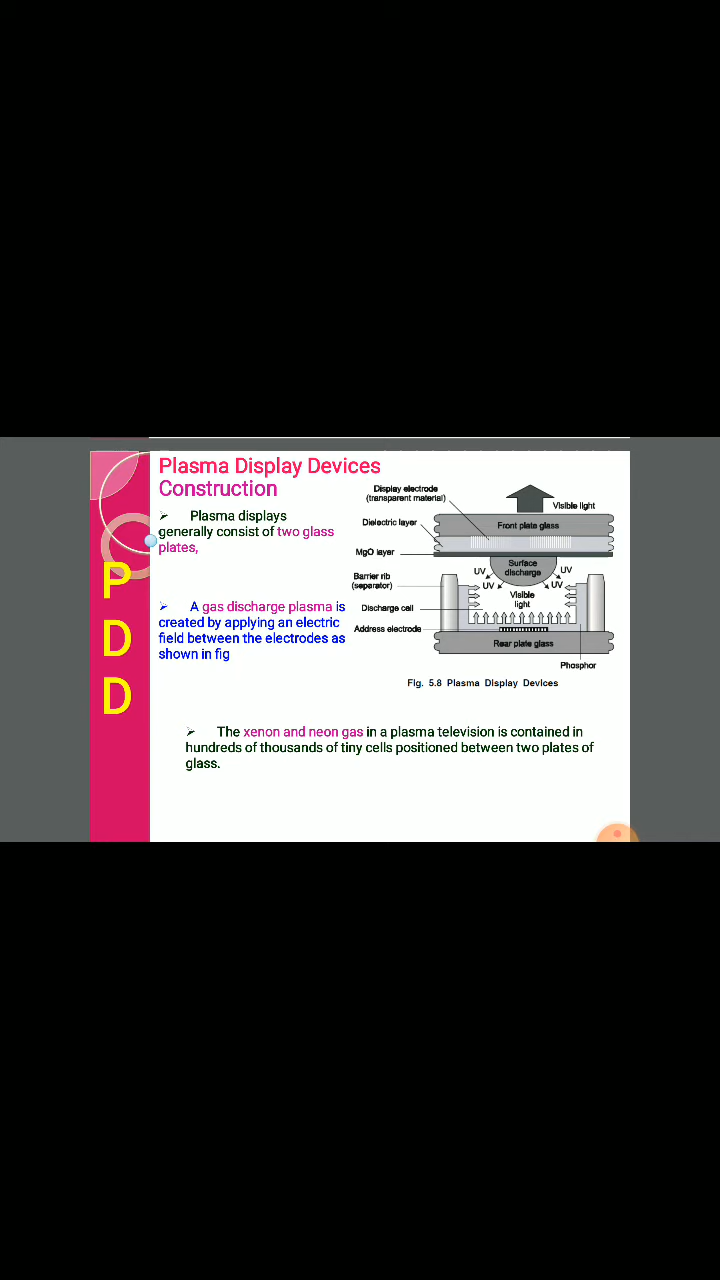 Plasma Display Devices
Construction
➢ Plasma displays
generally consist of two glass
plates,
➢ A gas discharge plasma is
created by applying an electric
field between the electrodes as
shown in fig
Display electrode
(transparent material)
Visible light
Dielectric layer
Front plate glass
MgO layer
Surface
discharge
UV
UV
UV
UV
Barrier rib
(separator)
Visible
light
Discharge cell
Address electrode
Rear plate glass
Phosphor
Fig. 5.8 Plasma Display Devices
➢ The xenon and neon gas in a plasma television is contained in
hundreds of thousands of tiny cells positioned between two plates of
glass.
P
D
D